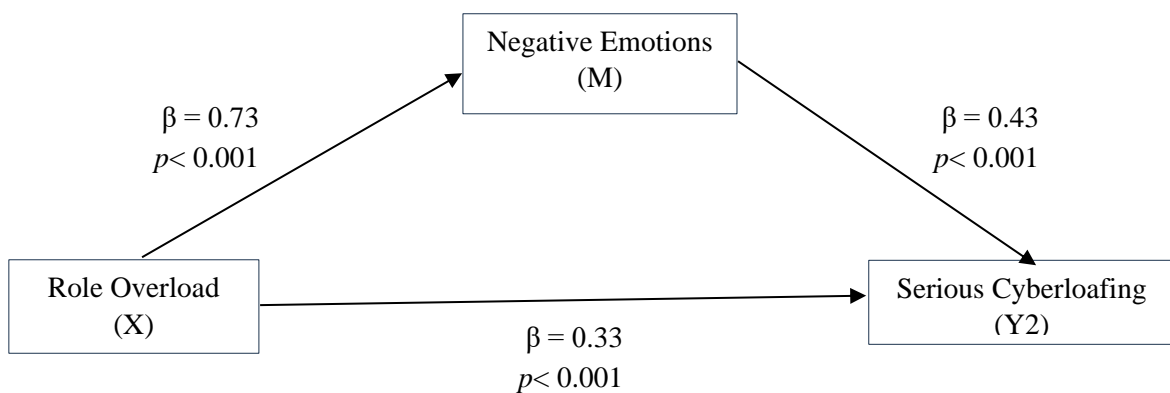 Negative Emotions
(M)
β = 0.73
p< 0.001
β = 0.43
p< 0.001
Role Overload
(X)
Serious Cyberloafing
(Y2)
β = 0.33
p< 0.001